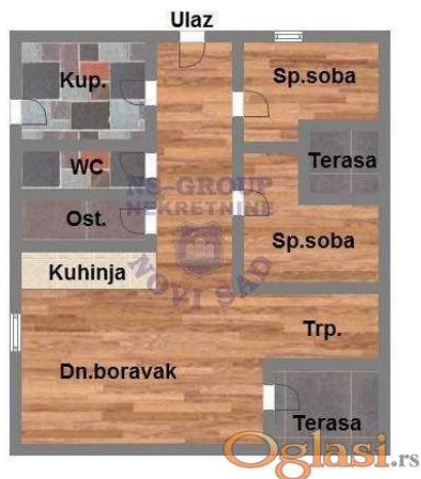 Ulaz
Kup.
Sp.soba
WC
Terasa
NS-GROUP
NEKRETNINE
Ost.
Sp.soba
Kuhinja
NOVI SAD
Trp.
Dn.boravak
Terasa
Oglasi.rs